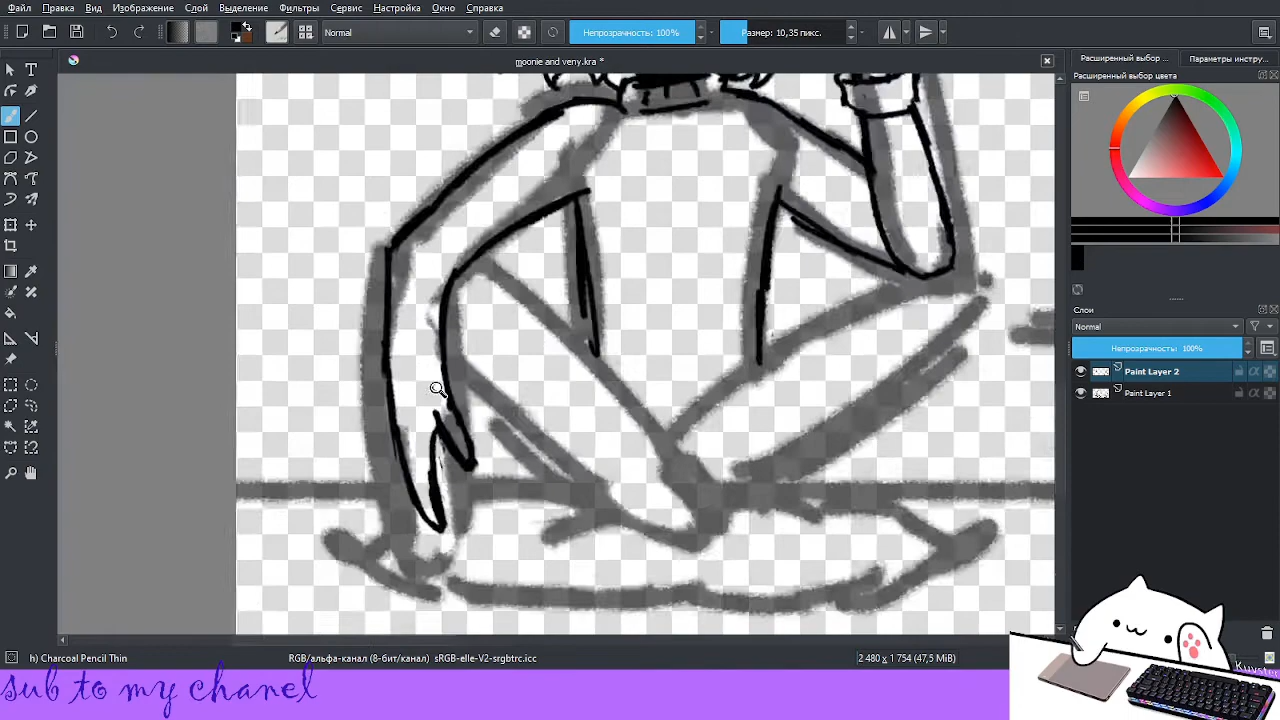 Файл Правка Вид Изображение Слой Выделение Фильтры Сервис Настройка Окно Справка
Normal Непрозрачность: 100% Размер: 10,35 пикс.
moonie and veny.kra *
Расширенный выбор ... Параметры инстру...
Расширенный выбор цвета
Слои
Normal
Непрозрачность: 100%
Paint Layer 2
Paint Layer 1
h) Charcoal Pencil Thin RGB/альфа-канал (8-бит/канал) sRGB-elle-V2-srgbtrc.icc 2 480 x 1 754 (47,5 MiB)
sub to my chanel